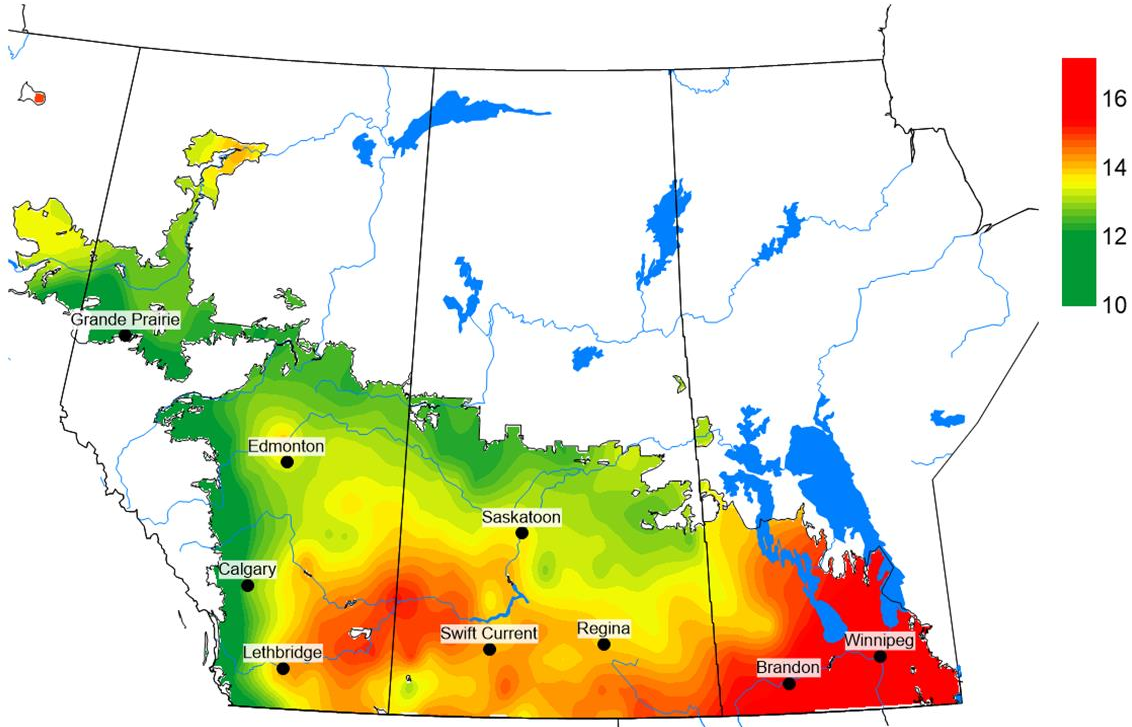 16
14
12
10
Grande Prairie
Edmonton
Saskatoon
Calgary
Swift Current
Regina
Lethbridge
Winnipeg
Brandon